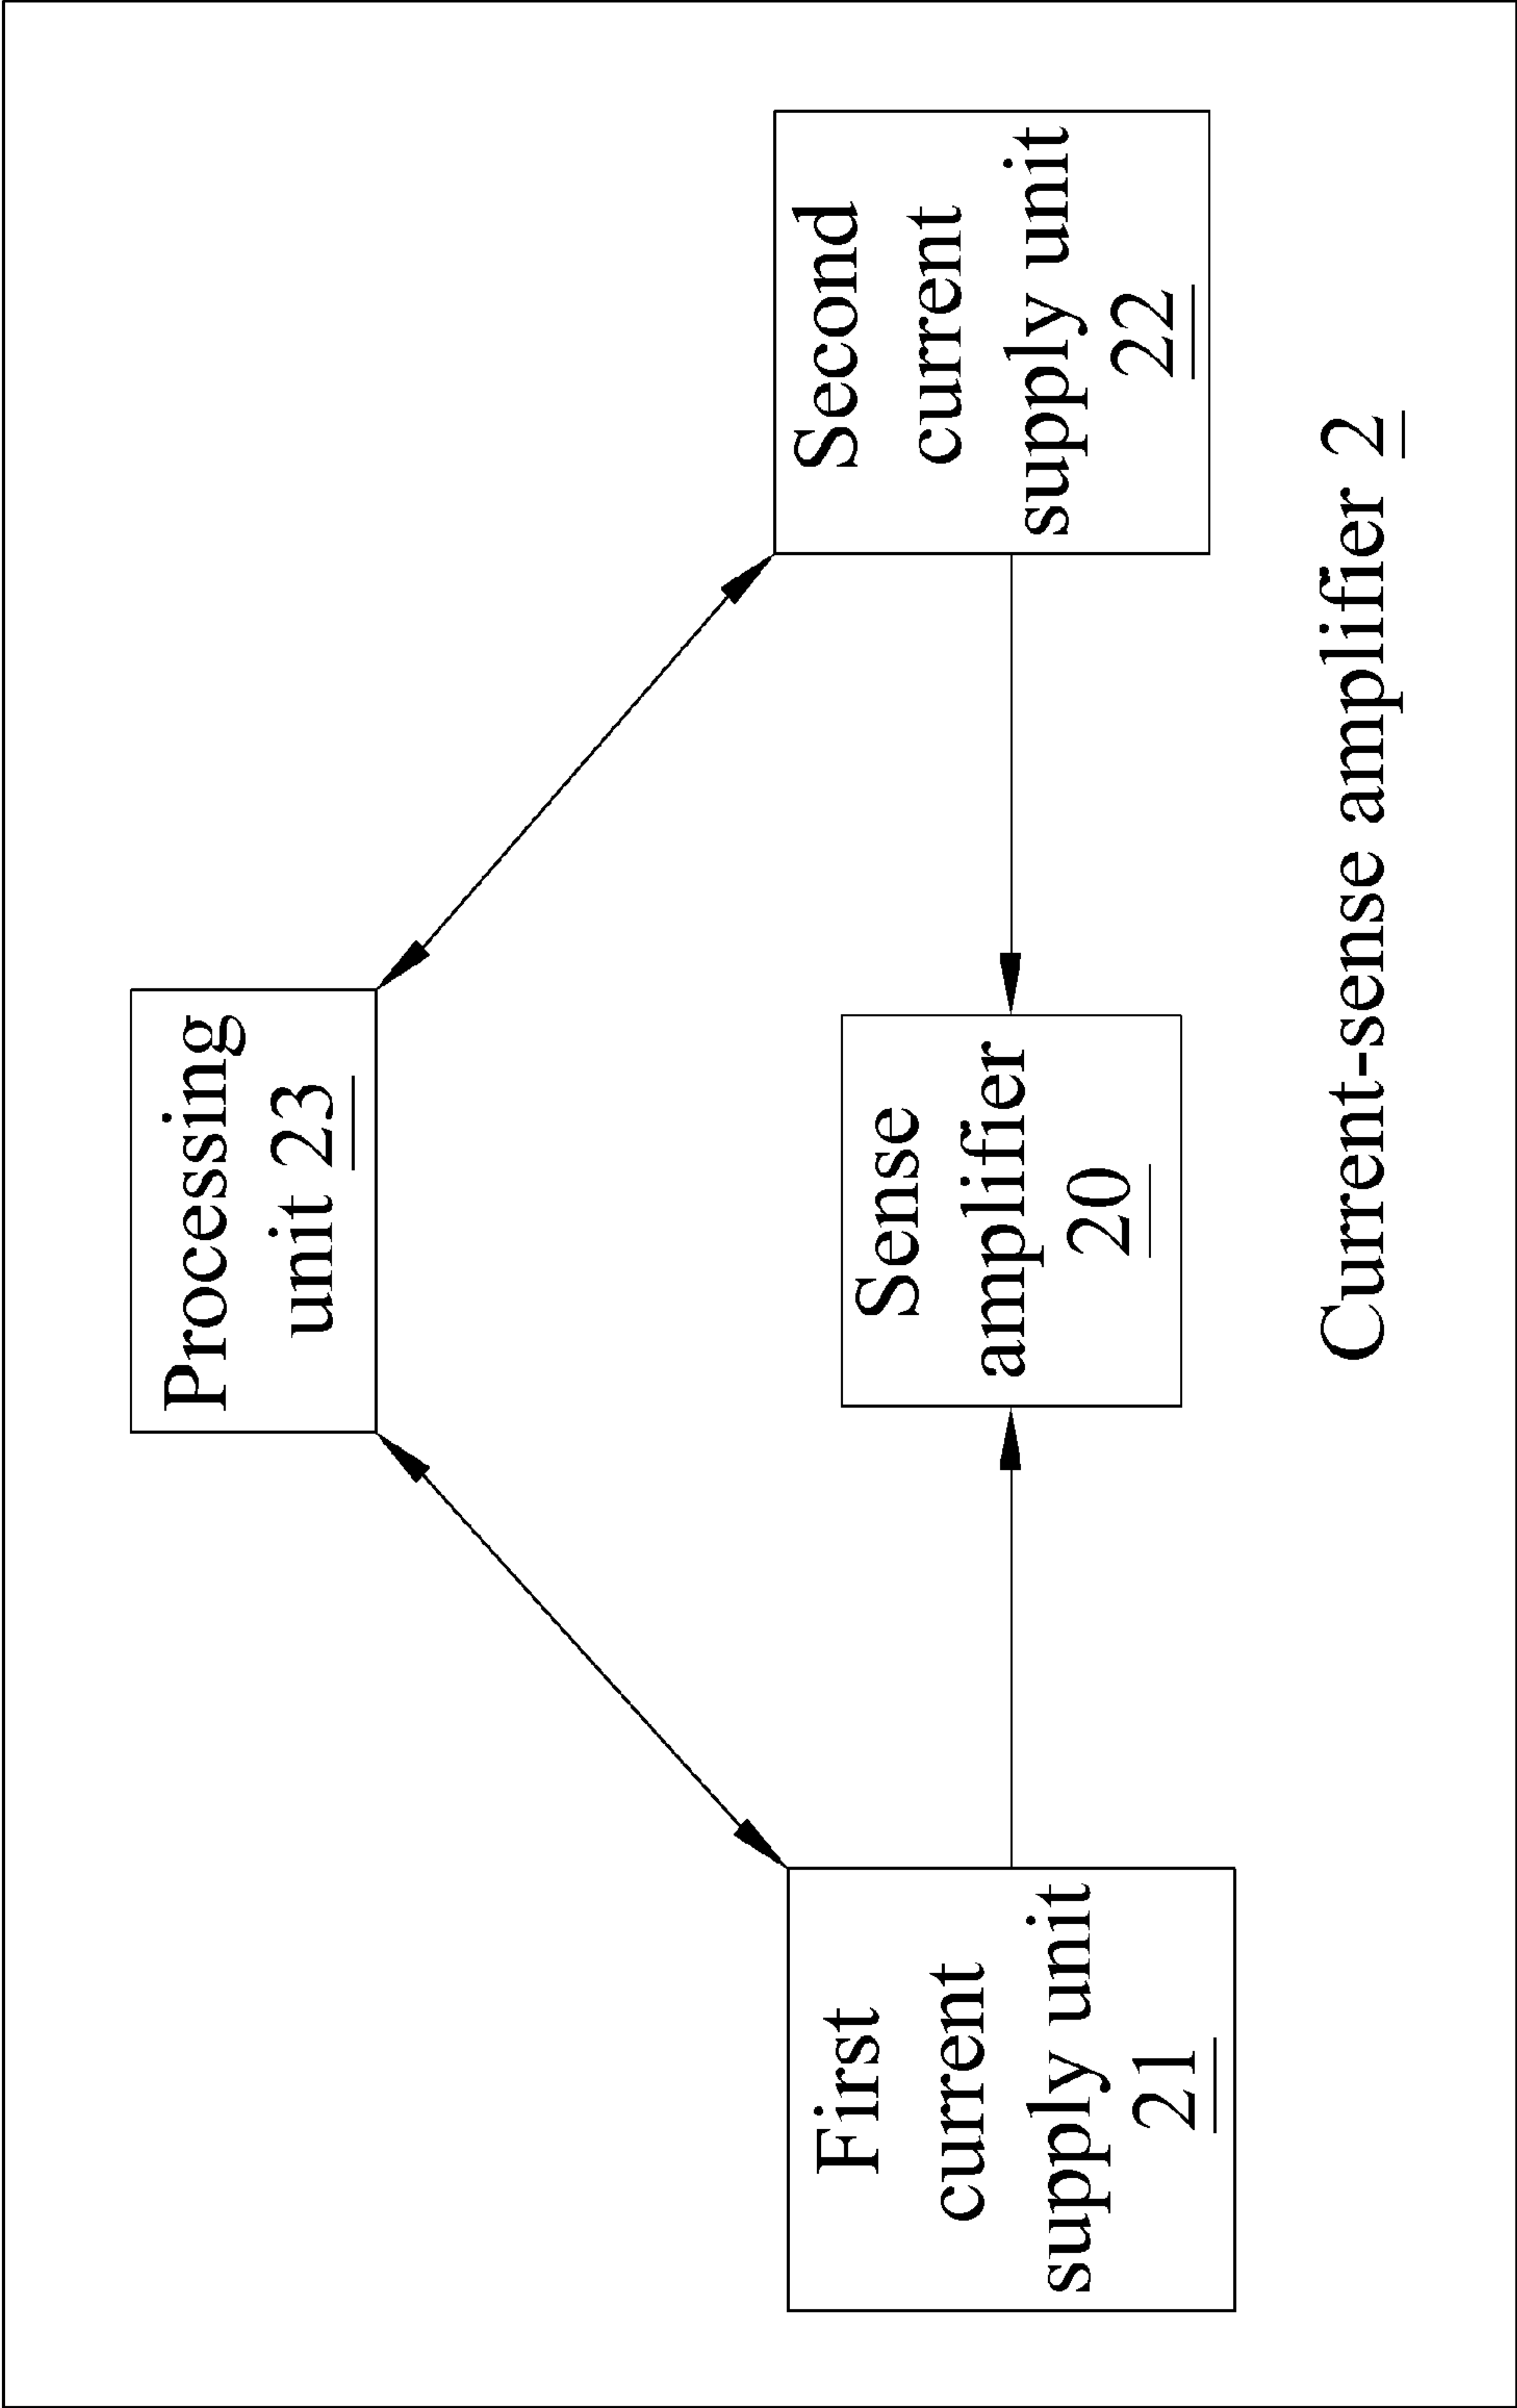 Processing
unit 23
First
current
supply unit
21
Sense
amplifier
20
Second
current
supply unit
22
Current-sense amplifier 2